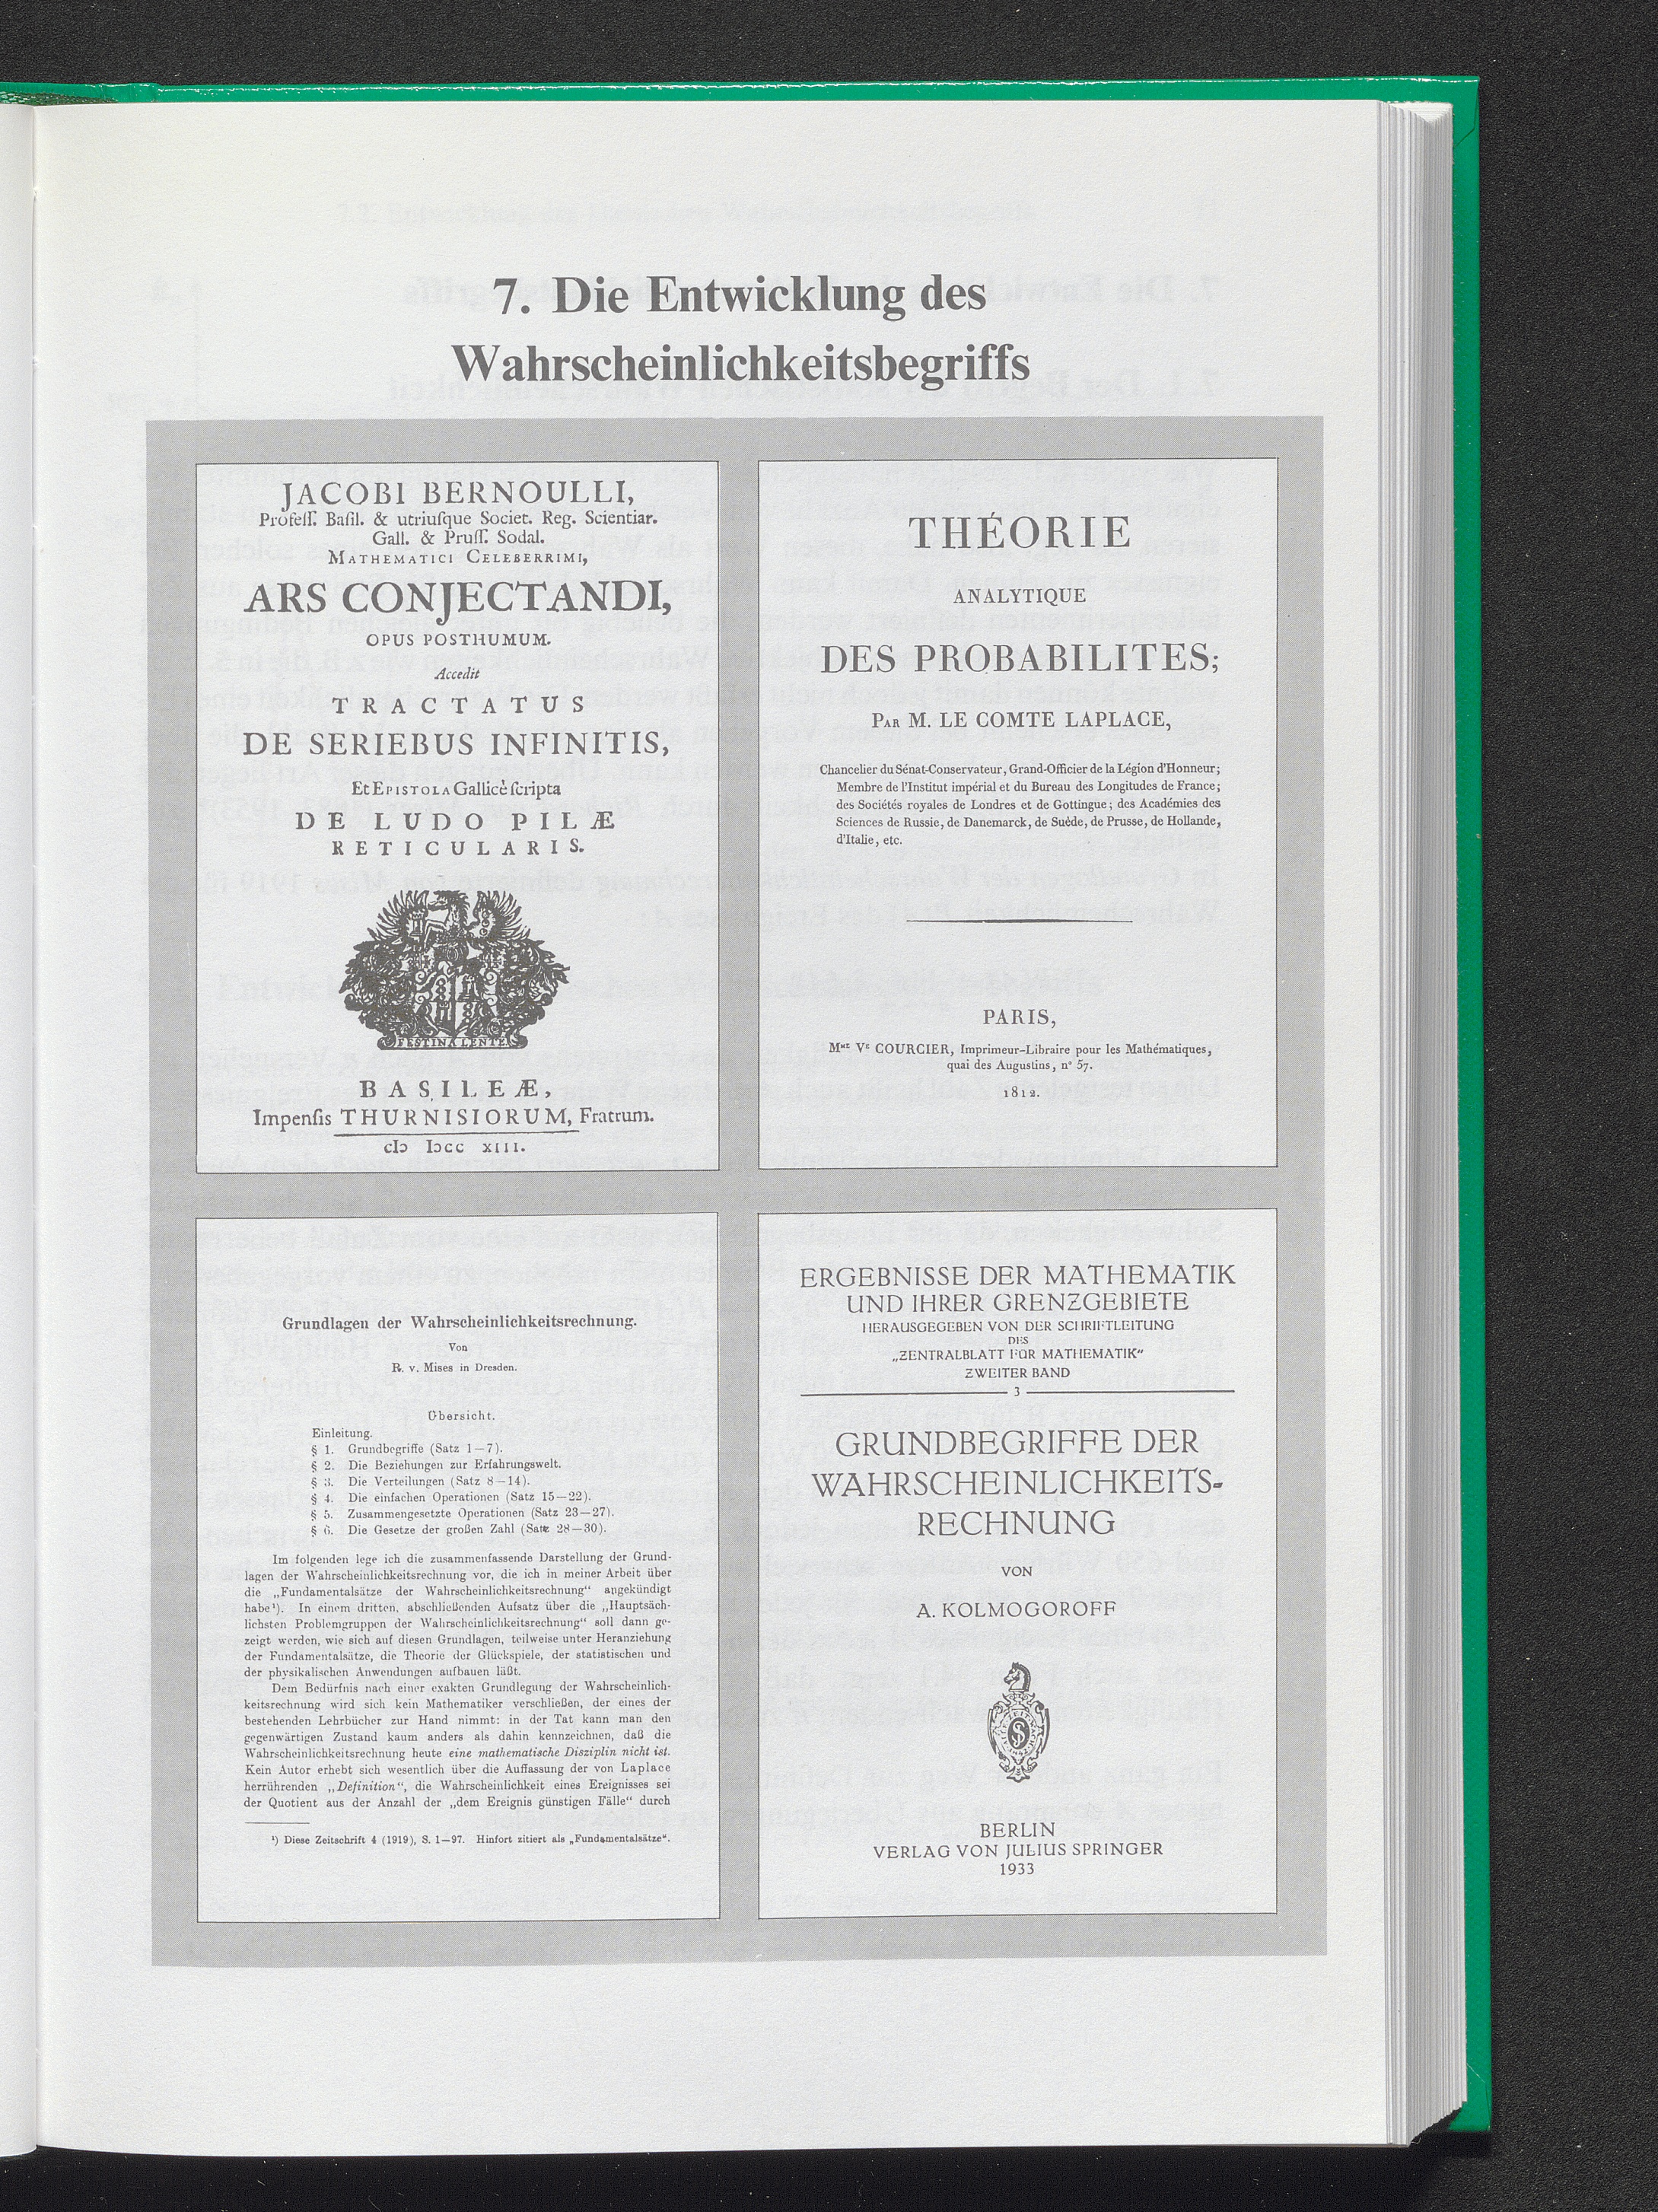 7. Die Entwicklung des
Wahrscheinlichkeitsbegriffs
JACOBI BERNOULLI,
Profeſſ. Baſil. & utriuſque Societ. Reg. Scientiar.
Gall. & Pruſſ. Sodal.
MATHEMATICI CELEBERRIMI,
ARS CONJECTANDI,
OPUS POSTHUMUM.
Accedit
TRACTATUS
DE SERIEBUS INFINITIS,
Et EPISTOLA Gallicè ſcripta
DE LUDO PILÆ
RETICULARIS.
FESTINA LENTE
BASILEÆ,
Impenſis THURNISIORUM, Fratrum.
cIɔ Iɔcc XIII.
THÉORIE
ANALYTIQUE
DES PROBABILITES;
PAR M. LE COMTE LAPLACE,
Chancelier du Sénat-Conservateur, Grand-Officier de la Légion d'Honneur;
Membre de l'Institut impérial et du Bureau des Longitudes de France;
des Sociétés royales de Londres et de Gottingue; des Académies des
Sciences de Russie, de Danemarck, de Suède, de Prusse, de Hollande,
d'Italie, etc.
PARIS,
Mme Ve COURCIER, Imprimeur-Libraire pour les Mathématiques,
quai des Augustins, n° 57.
1812.
Grundlagen der Wahrscheinlichkeitsrechnung.
Von
R. v. Mises in Dresden.
Übersicht.
Einleitung.
§ 1. Grundbegriffe (Satz 1—7).
§ 2. Die Beziehungen zur Erfahrungswelt.
§ 3. Die Verteilungen (Satz 8—14).
§ 4. Die einfachen Operationen (Satz 15—22).
§ 5. Zusammengesetzte Operationen (Satz 23—27).
§ 6. Die Gesetze der großen Zahl (Satz 28—30).
Im folgenden lege ich die zusammenfassende Darstellung der Grund-
lagen der Wahrscheinlichkeitsrechnung vor, die ich in meiner Arbeit über
die „Fundamentalsätze der Wahrscheinlichkeitsrechnung“ angekündigt
habe¹). In einem dritten, abschließenden Aufsatz über die „Hauptsäch-
lichsten Problemgruppen der Wahrscheinlichkeitsrechnung“ soll dann ge-
zeigt werden, wie sich auf diesen Grundlagen, teilweise unter Heranziehung
der Fundamentalsätze, die Theorie der Glückspiele, der statistischen und
der physikalischen Anwendungen aufbauen läßt.
Dem Bedürfnis nach einer exakten Grundlegung der Wahrscheinlich-
keitsrechnung wird sich kein Mathematiker verschließen, der eines der
bestehenden Lehrbücher zur Hand nimmt: in der Tat kann man den
gegenwärtigen Zustand kaum anders als dahin kennzeichnen, daß die
Wahrscheinlichkeitsrechnung heute eine mathematische Disziplin nicht ist.
Kein Autor erhebt sich wesentlich über die Auffassung der von Laplace
herrührenden „Definition“, die Wahrscheinlichkeit eines Ereignisses sei
der Quotient aus der Anzahl der „dem Ereignis günstigen Fälle“ durch
¹) Diese Zeitschrift 4 (1919), S. 1—97. Hinfort zitiert als „Fundamentalsätze“.
ERGEBNISSE DER MATHEMATIK
UND IHRER GRENZGEBIETE
HERAUSGEGEBEN VON DER SCHRIFTLEITUNG
DES
„ZENTRALBLATT FÜR MATHEMATIK“
ZWEITER BAND
3
GRUNDBEGRIFFE DER
WAHRSCHEINLICHKEITS-
RECHNUNG
VON
A. KOLMOGOROFF
BERLIN
VERLAG VON JULIUS SPRINGER
1933